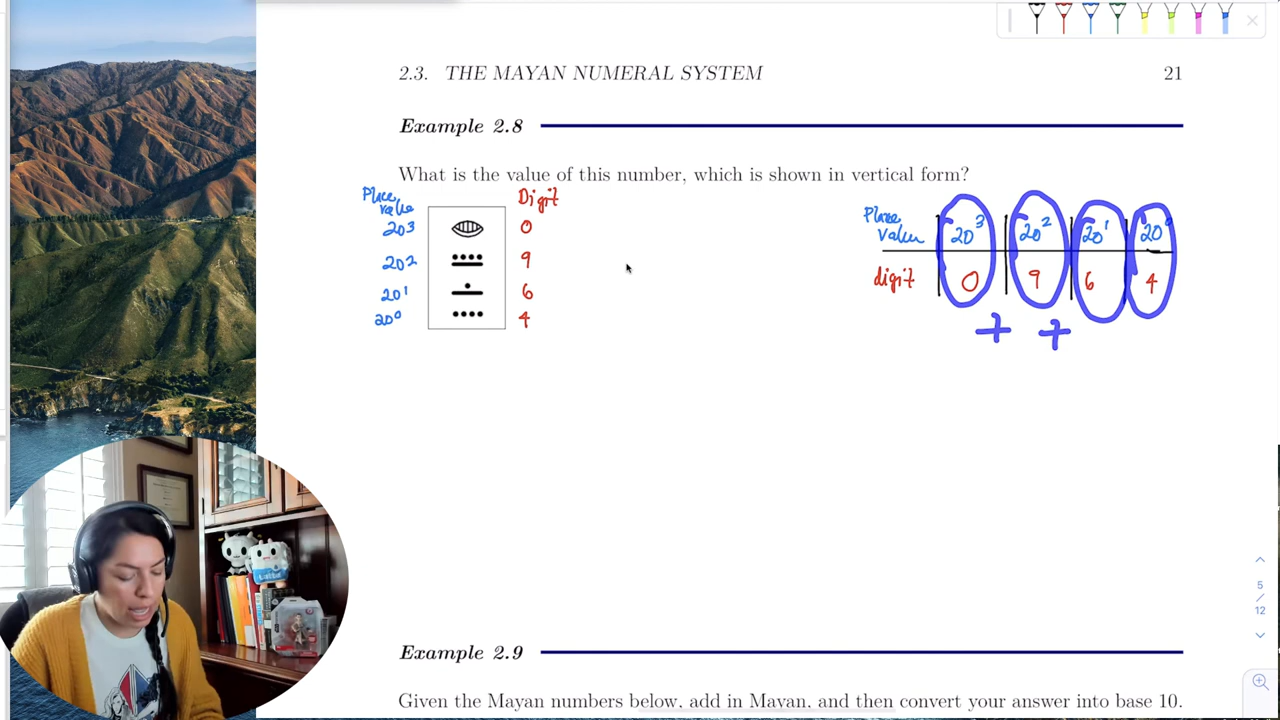 2.3. THE MAYAN NUMERAL SYSTEM 21
Example 2.8
What is the value of this number, which is shown in vertical form?
Place value
Digit
20³ 0
20² 9
20¹ 6
20⁰ 4
Place value 20³ 20² 20¹ 20⁰
digit 0 9 6 4
+ +
5
/
12
Example 2.9
Given the Mayan numbers below, add in Mayan, and then convert your answer into base 10.